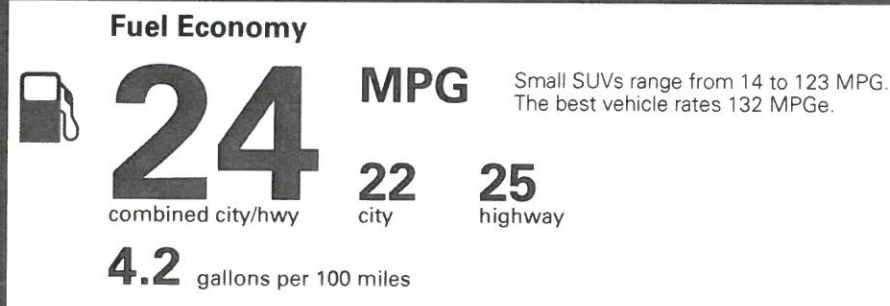 Fuel Economy
24 MPG
Small SUVs range from 14 to 123 MPG.
The best vehicle rates 132 MPGe.
combined city/hwy
22 city
25 highway
4.2 gallons per 100 miles